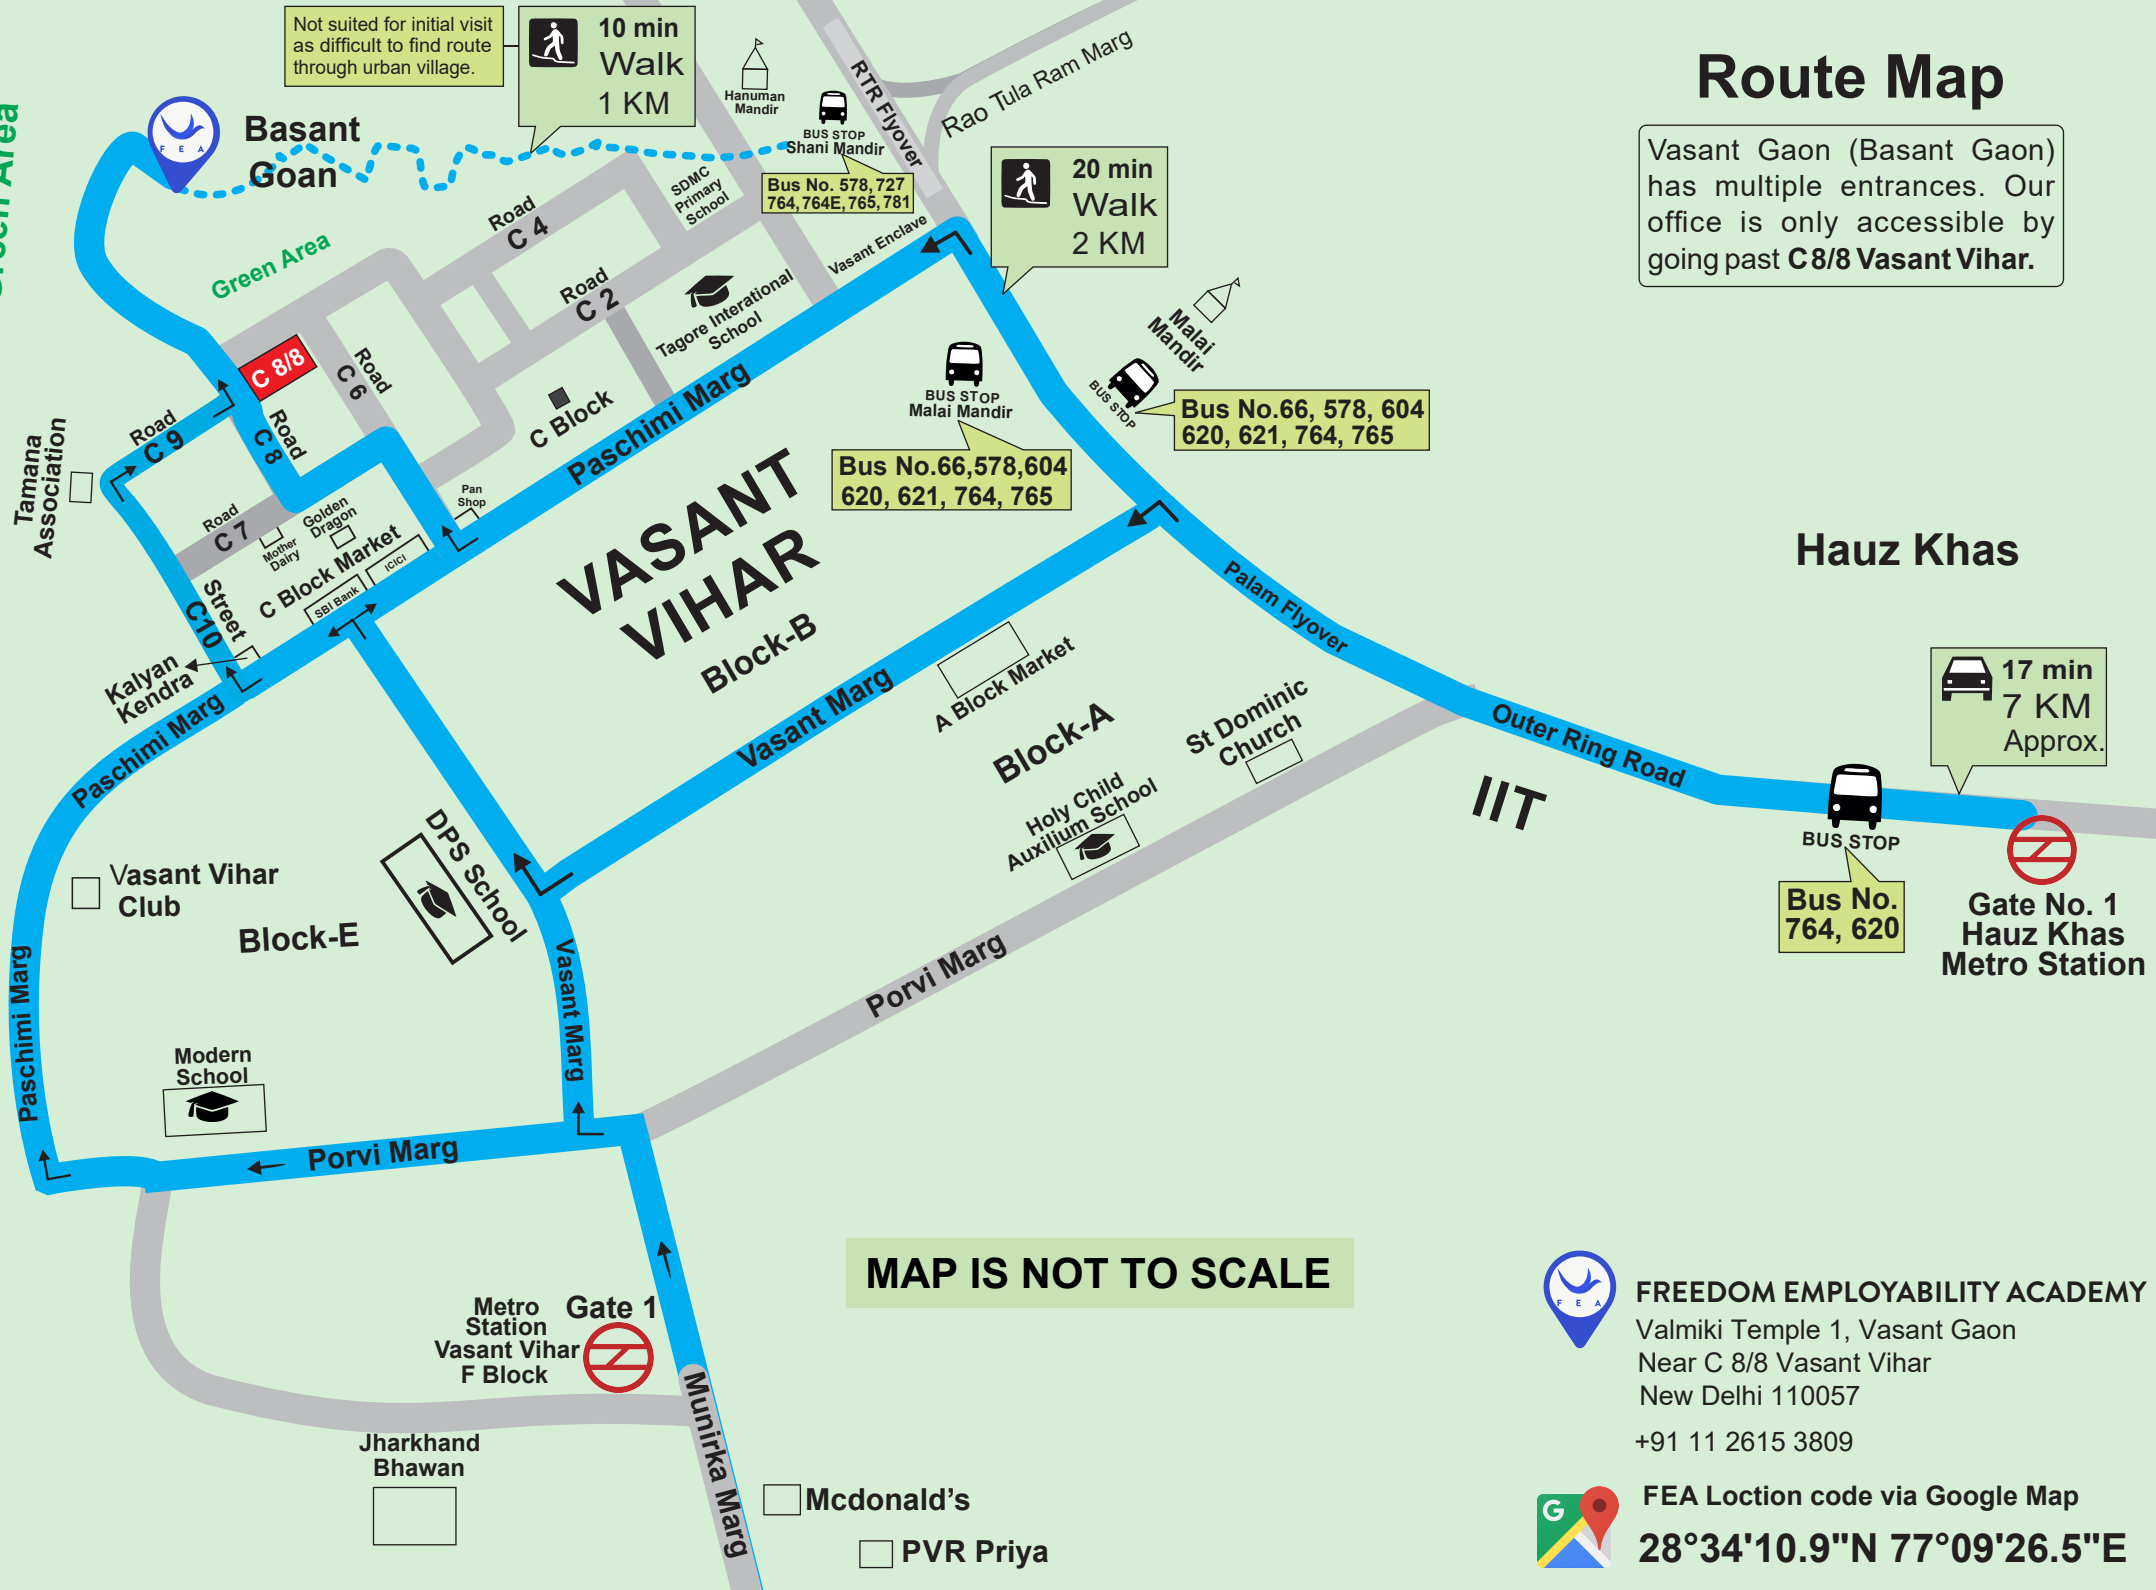 Not suited for initial visit
as difficult to find route
through urban village.
10 min
Walk
1 KM
Hanuman
Mandir
BUS STOP
Shani Mandir
Bus No. 578, 727
764, 764E, 765, 781
RTR Flyover
Rao Tula Ram Marg
Route Map
Vasant Gaon (Basant Gaon)
has multiple entrances. Our
office is only accessible by
going past C 8/8 Vasant Vihar.
Green Area
F E A
Basant
Goan
Green Area
Road
C 4
SDMC
Primary
School
Vasant Enclave
20 min
Walk
2 KM
Road
C 2
Tagore Interational
School
Malai
Mandir
BUS STOP
Bus No.66, 578, 604
620, 621, 764, 765
BUS STOP
Malai Mandir
Bus No.66,578,604
620, 621, 764, 765
C 8/8
Road
C 6
C Block
Paschimi Marg
Road
C 9
Road
C 8
Tamana
Association
Road
C 7
Mother
Dairy
Golden
Dragon
Pan
Shop
C Block Market
SBI Bank
ICICI
Street
C10
Kalyan
Kendra
VASANT
VIHAR
Block-B
Hauz Khas
Palam Flyover
A Block Market
Vasant Marg
Block-A
St Dominic
Church
Holy Child
Auxilium School
Outer Ring Road
IIT
17 min
7 KM
Approx.
BUS STOP
Bus No.
764, 620
Gate No. 1
Hauz Khas
Metro Station
Paschimi Marg
DPS School
Vasant Vihar
Club
Block-E
Vasant Marg
Porvi Marg
Paschimi Marg
Modern
School
Porvi Marg
MAP IS NOT TO SCALE
Metro
Station
Vasant Vihar
F Block
Gate 1
Munirka Marg
Jharkhand
Bhawan
Mcdonald's
PVR Priya
F E A
FREEDOM EMPLOYABILITY ACADEMY
Valmiki Temple 1, Vasant Gaon
Near C 8/8 Vasant Vihar
New Delhi 110057
+91 11 2615 3809
G
FEA Loction code via Google Map
28°34'10.9"N 77°09'26.5"E